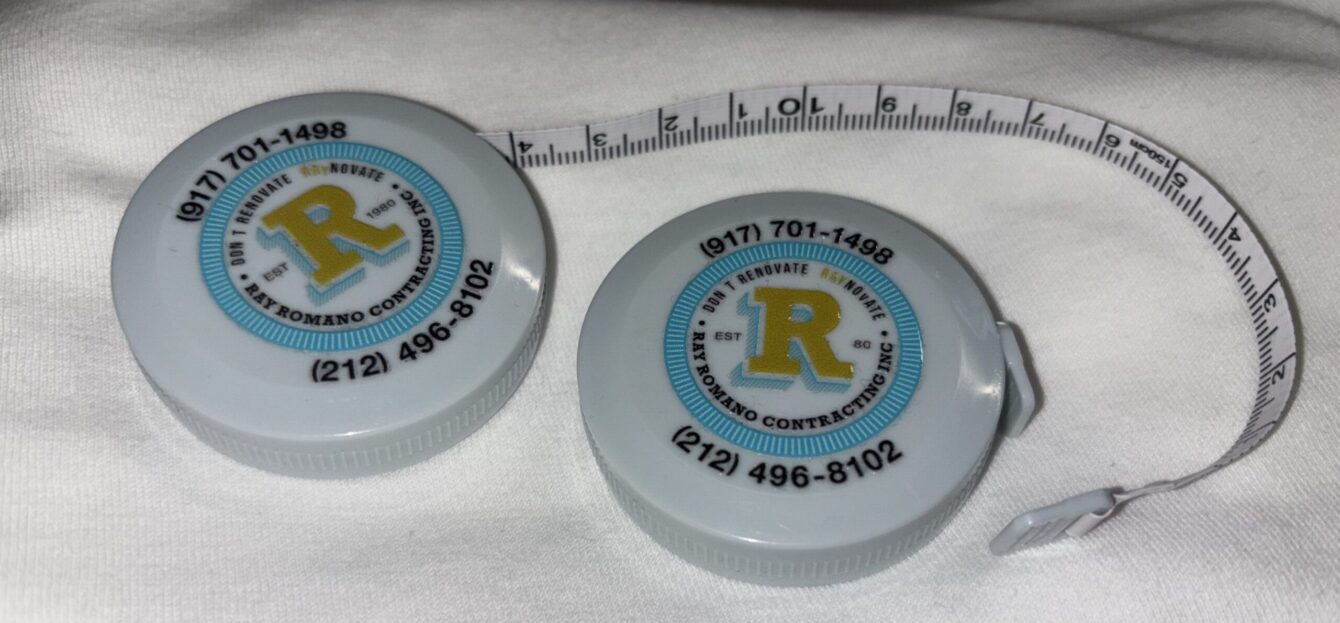 (917) 701-1498
DON T RENOVATE RAYNOVATE
EST R 1980
RAY ROMANO CONTRACTING INC
(212) 496-8102
4 3 2 1 10 9 8 7 6 150cm 5 4 3 2
(917) 701-1498
DON T RENOVATE RAYNOVATE
EST R 80
RAY ROMANO CONTRACTING INC
(212) 496-8102